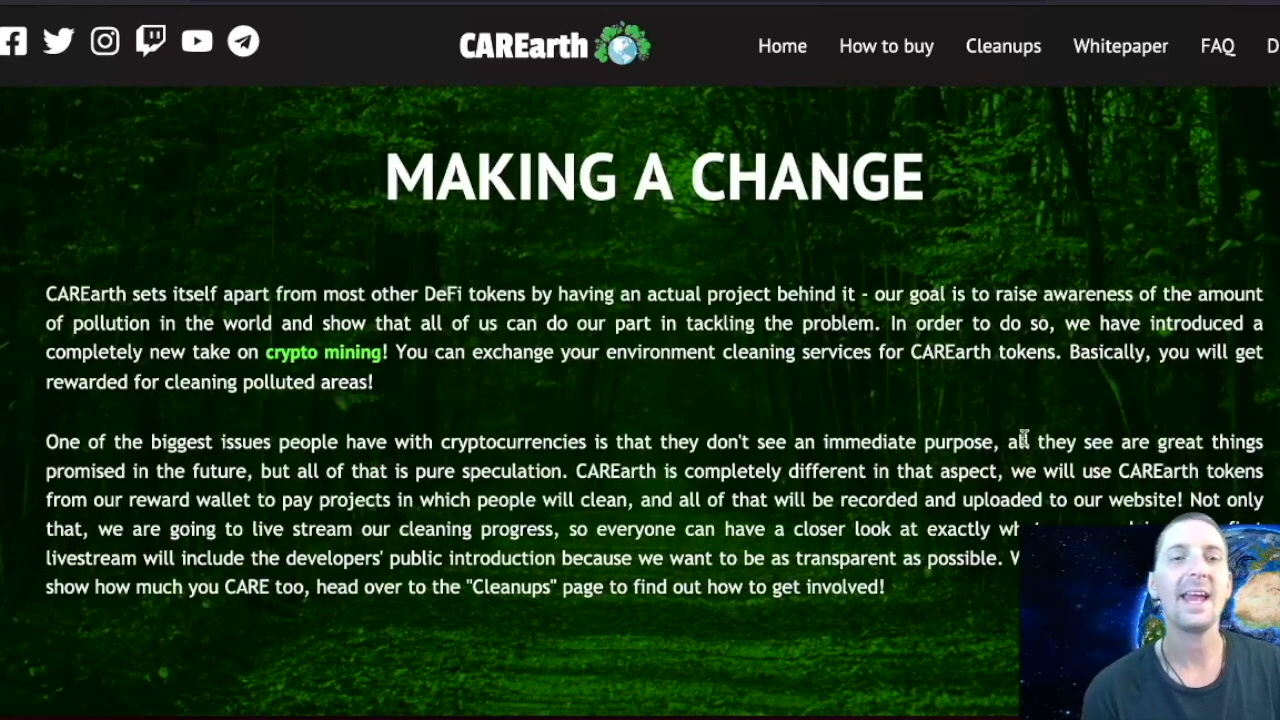 CAREarth
Home
How to buy
Cleanups
Whitepaper
FAQ
D
MAKING A CHANGE
CAREarth sets itself apart from most other DeFi tokens by having an actual project behind it - our goal is to raise awareness of the amount
of pollution in the world and show that all of us can do our part in tackling the problem. In order to do so, we have introduced a
completely new take on crypto mining! You can exchange your environment cleaning services for CAREarth tokens. Basically, you will get
rewarded for cleaning polluted areas!
One of the biggest issues people have with cryptocurrencies is that they don't see an immediate purpose, all they see are great things
promised in the future, but all of that is pure speculation. CAREarth is completely different in that aspect, we will use CAREarth tokens
from our reward wallet to pay projects in which people will clean, and all of that will be recorded and uploaded to our website! Not only
that, we are going to live stream our cleaning progress, so everyone can have a closer look at exactly
livestream will include the developers' public introduction because we want to be as transparent as possible.
show how much you CARE too, head over to the "Cleanups" page to find out how to get involved!